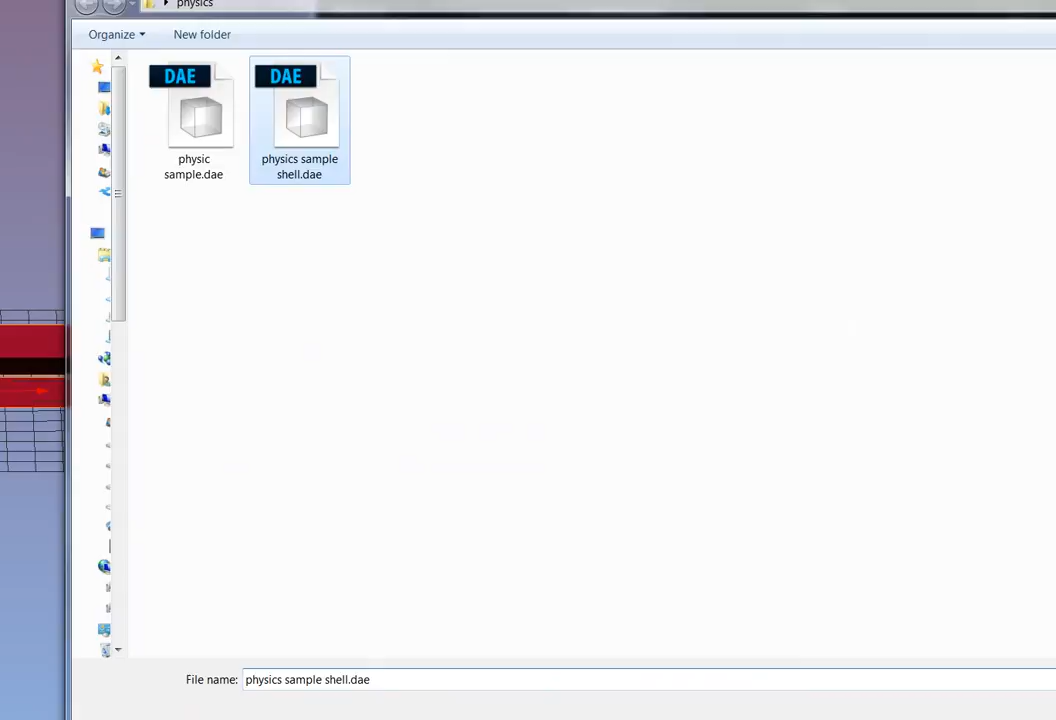 physics
Organize
New folder
DAE
DAE
physic
sample.dae
physics sample
shell.dae
File name:
physics sample shell.dae